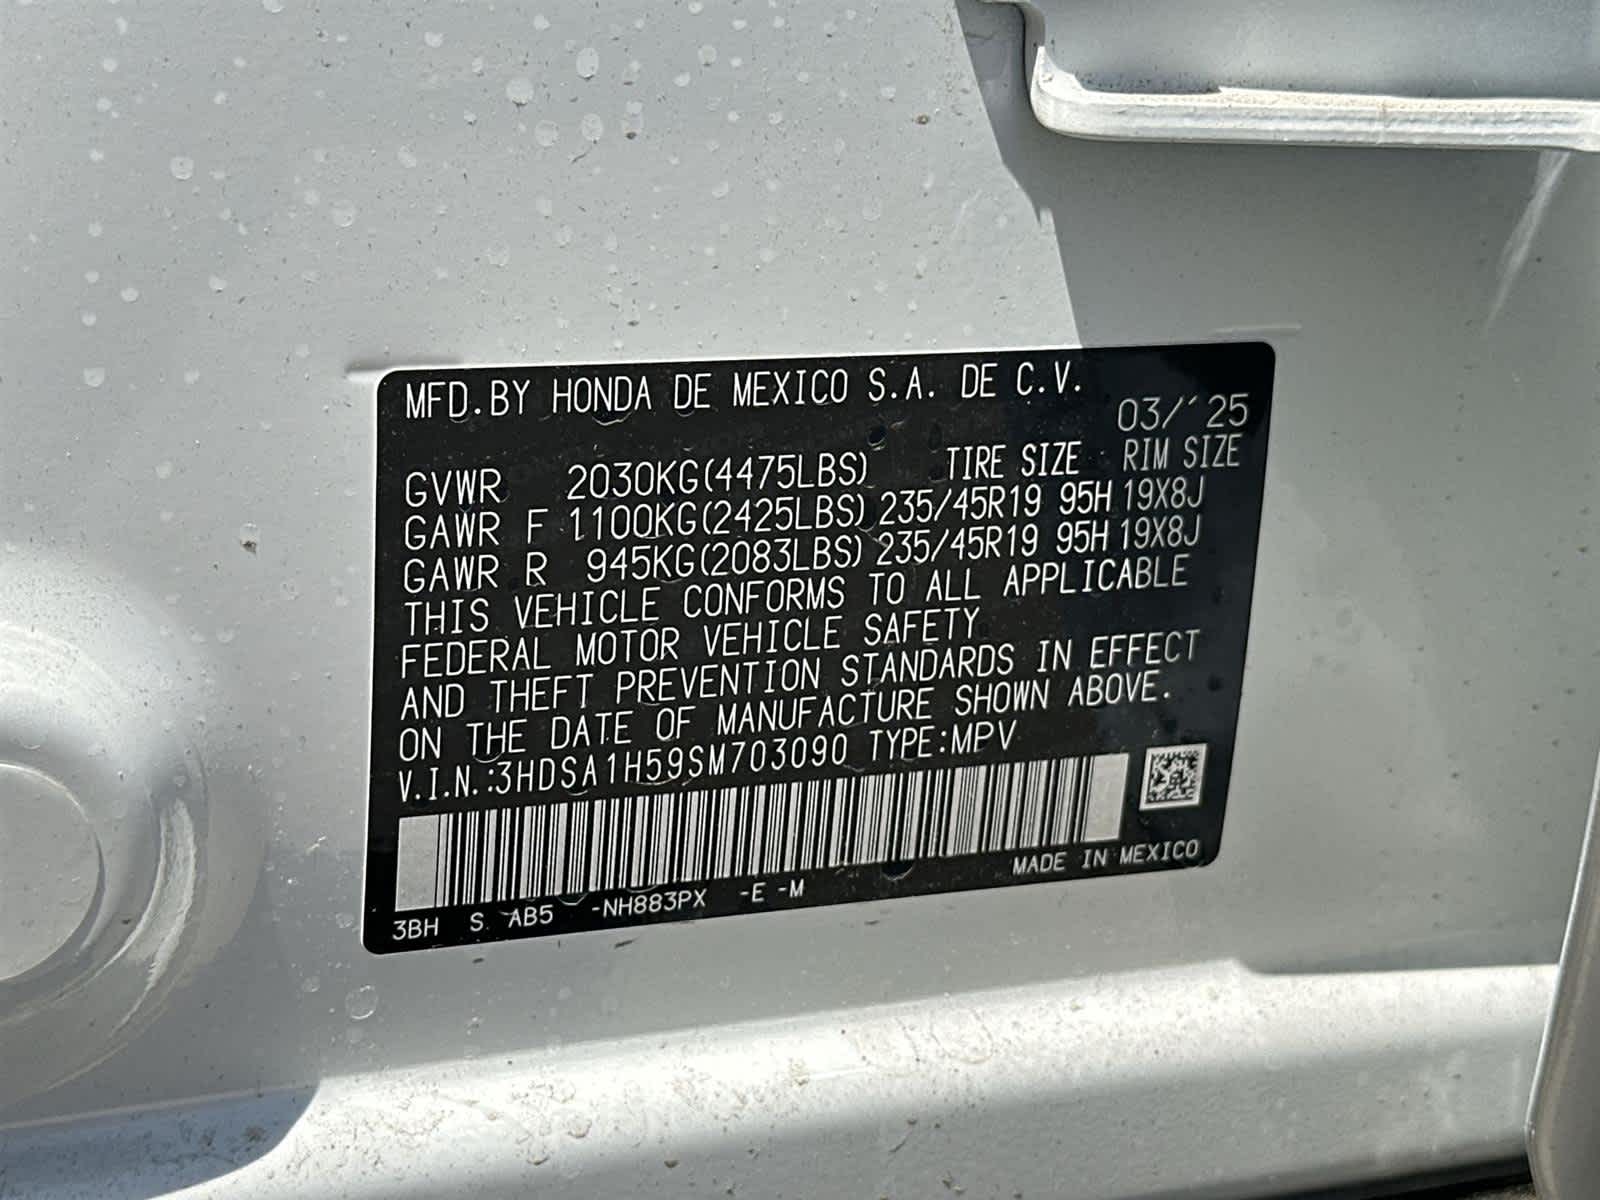 MFD.BY HONDA DE MEXICO S.A. DE C.V.
03/´25
GVWR 2030KG(4475LBS) TIRE SIZE RIM SIZE
GAWR F 1100KG(2425LBS) 235/45R19 95H 19X8J
GAWR R 945KG(2083LBS) 235/45R19 95H 19X8J
THIS VEHICLE CONFORMS TO ALL APPLICABLE
FEDERAL MOTOR VEHICLE SAFETY
AND THEFT PREVENTION STANDARDS IN EFFECT
ON THE DATE OF MANUFACTURE SHOWN ABOVE.
V.I.N.:3HDSA1H59SM703090 TYPE:MPV
MADE IN MEXICO
3BH S AB5 -NH883PX -E -M